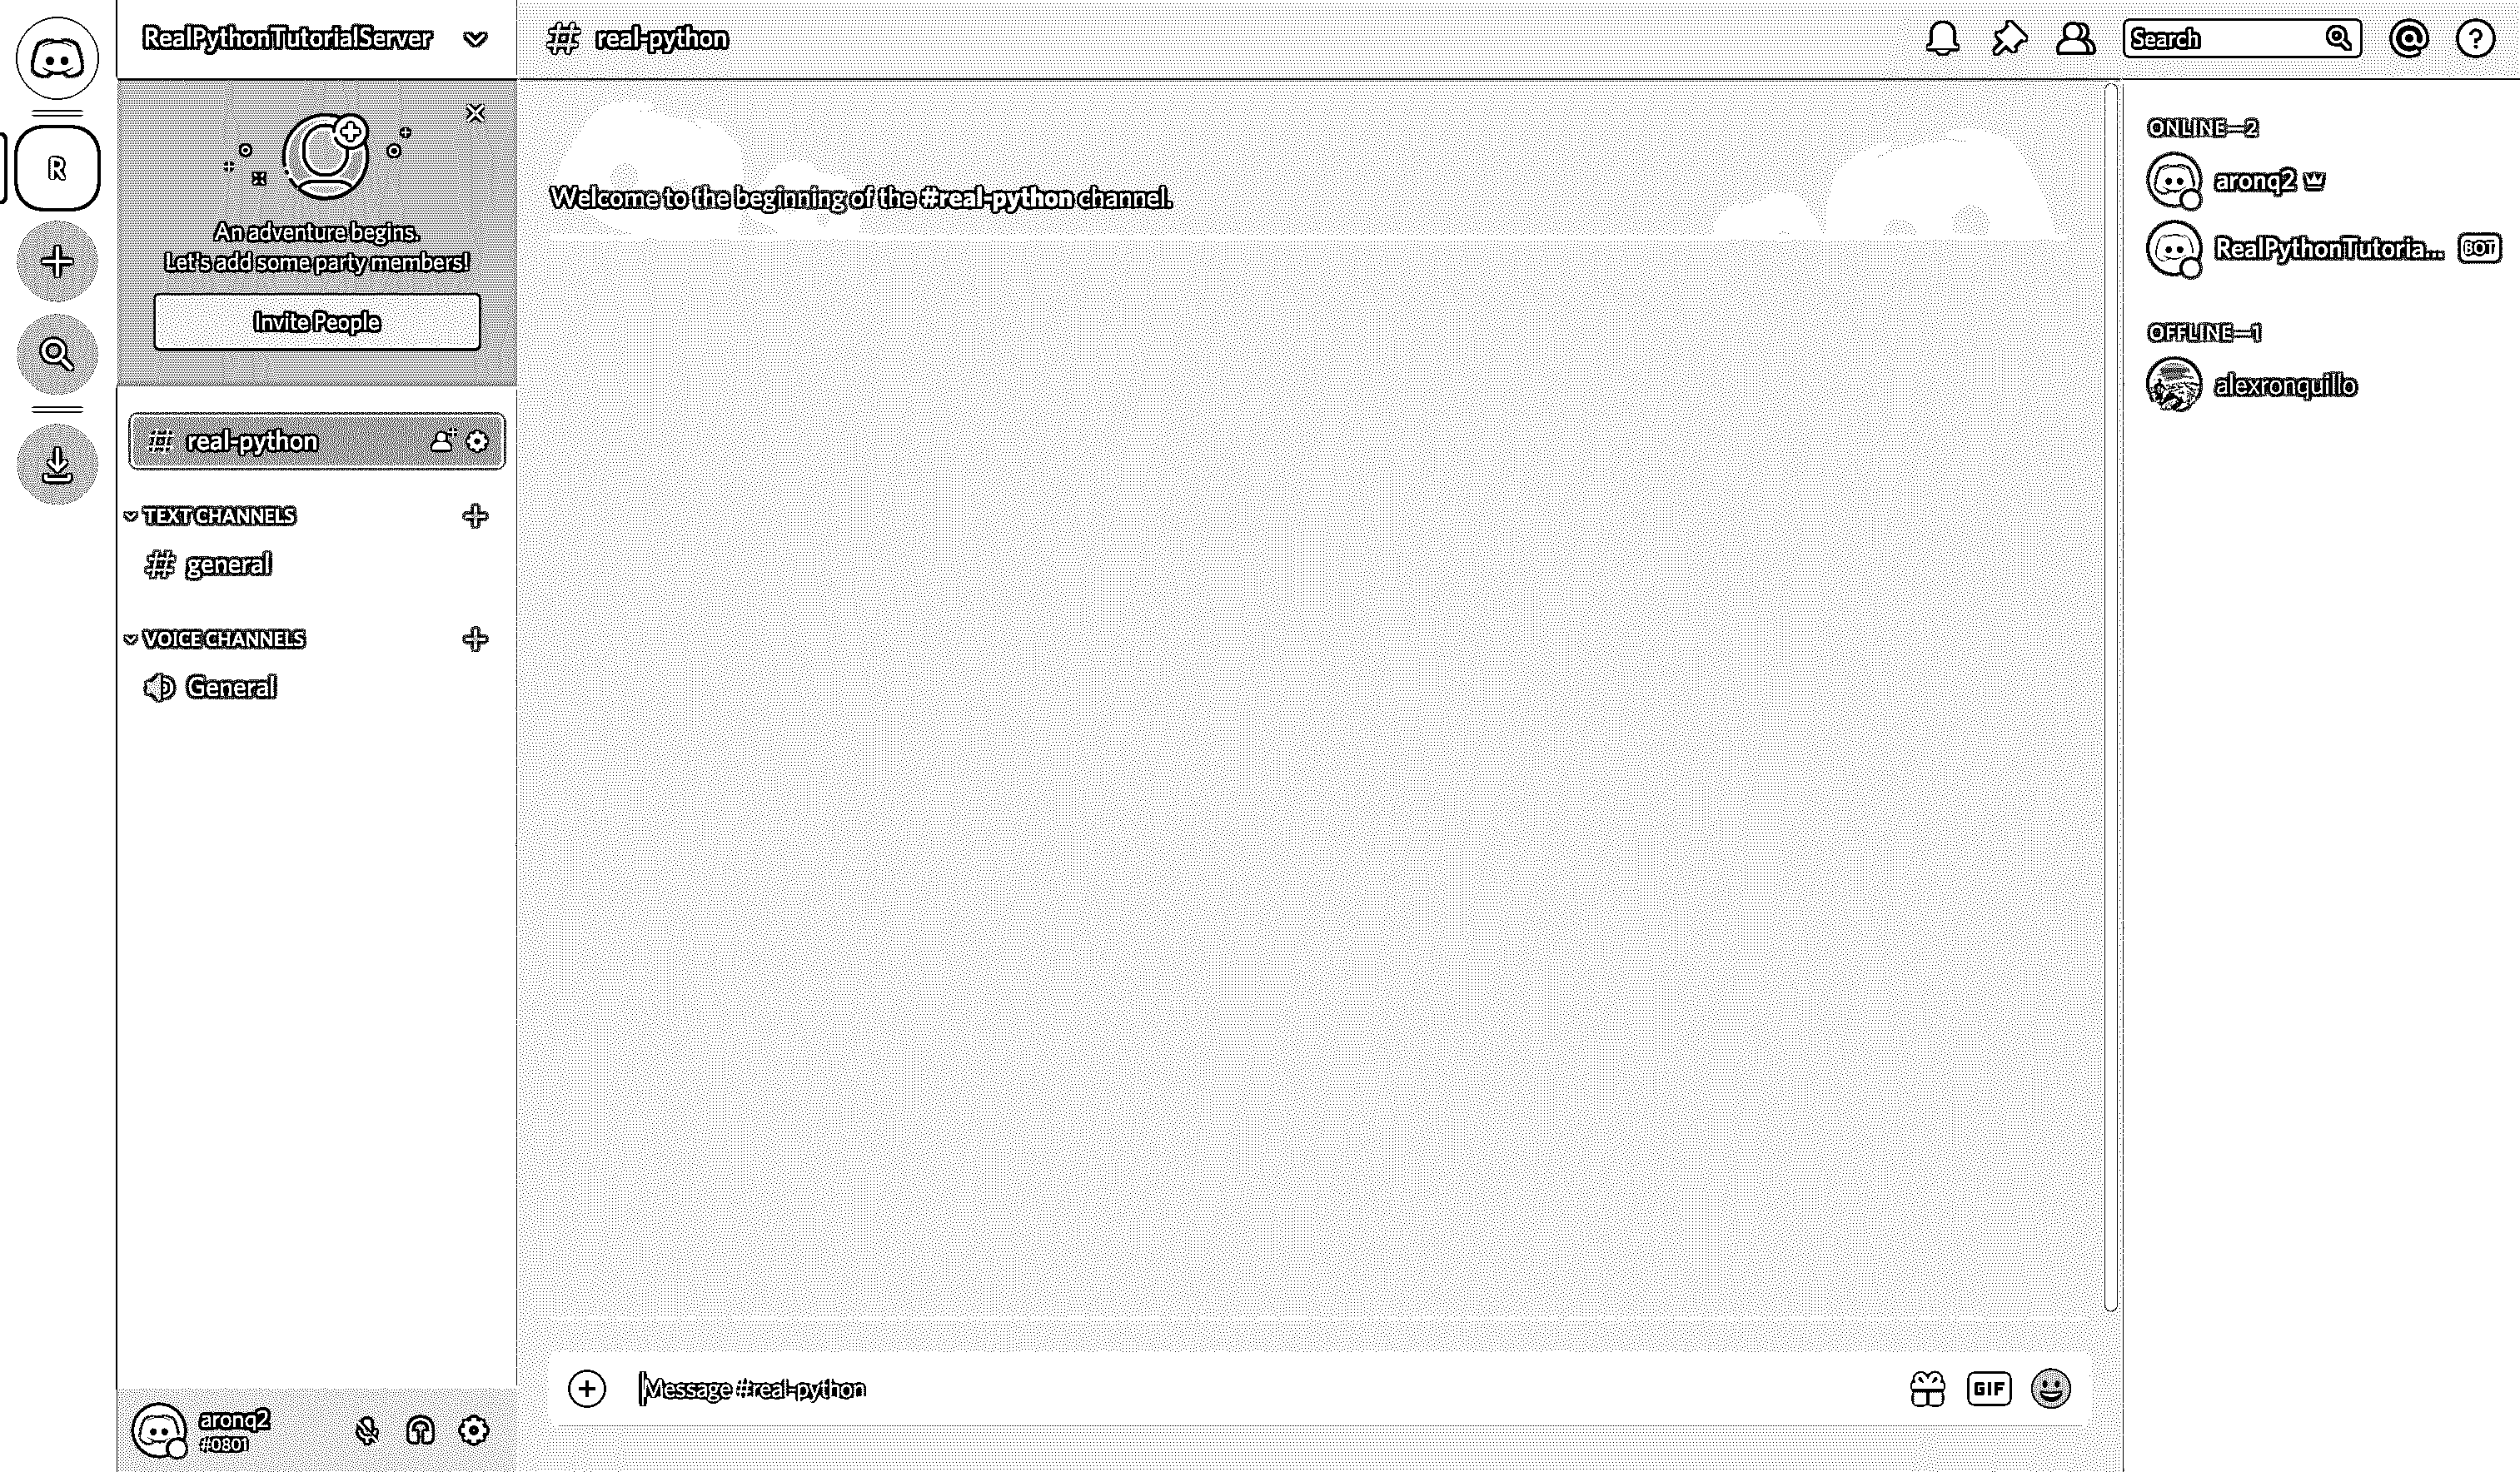 RealPythonTutorialServer
real-python
Search
R
An adventure begins.
Let's add some party members!
Invite People
real-python
TEXT CHANNELS
general
VOICE CHANNELS
General
aronq2
#0801
Welcome to the beginning of the #real-python channel.
Message #real-python
GIF
ONLINE—2
aronq2
RealPythonTutoria... BOT
OFFLINE—1
alexronquillo